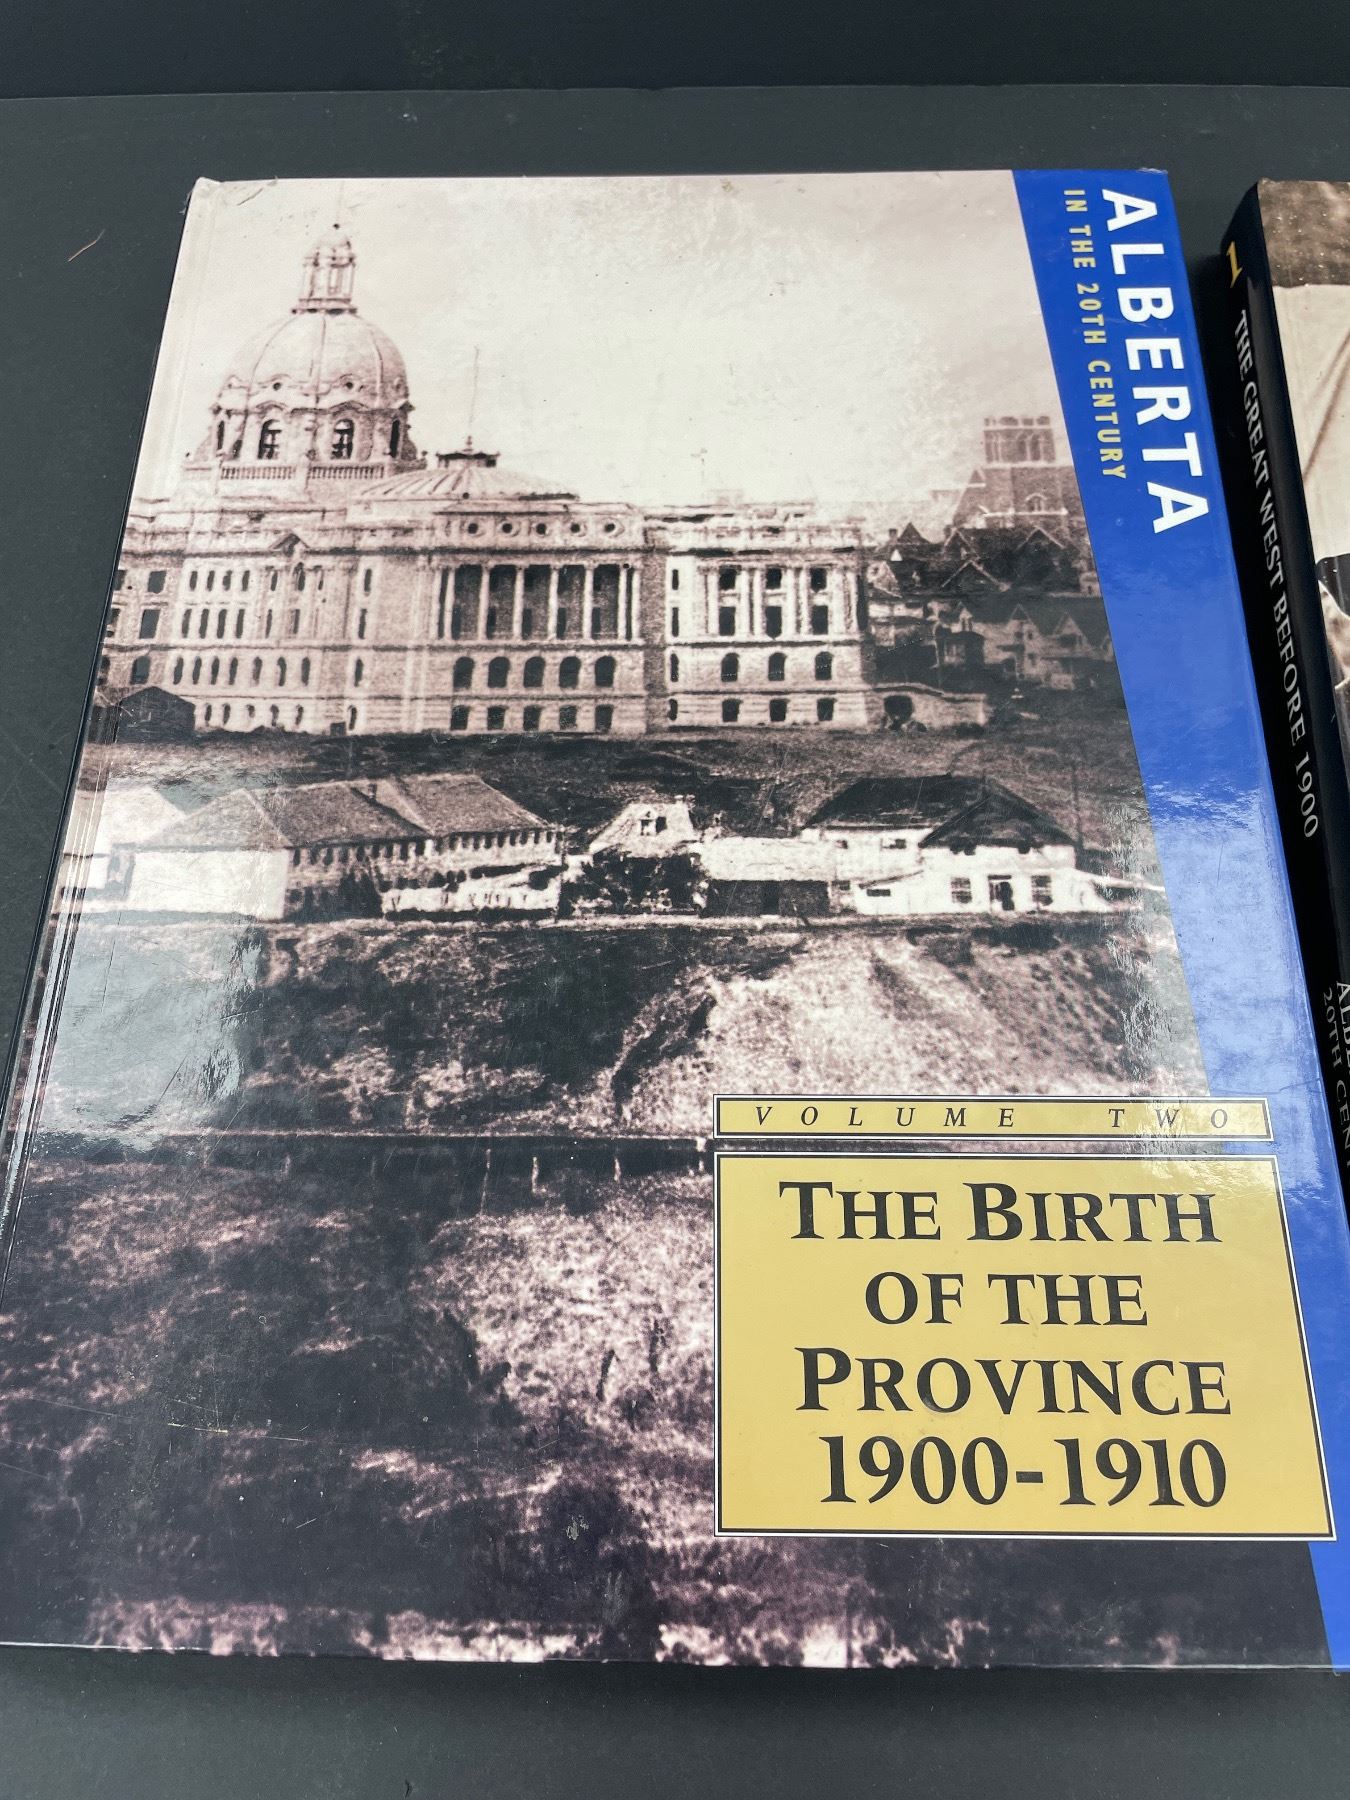 ALBERTA
IN THE 20TH CENTURY
VOLUME TWO
THE BIRTH
OF THE
PROVINCE
1900-1910
THE GREAT WEST BEFORE 1900
20TH